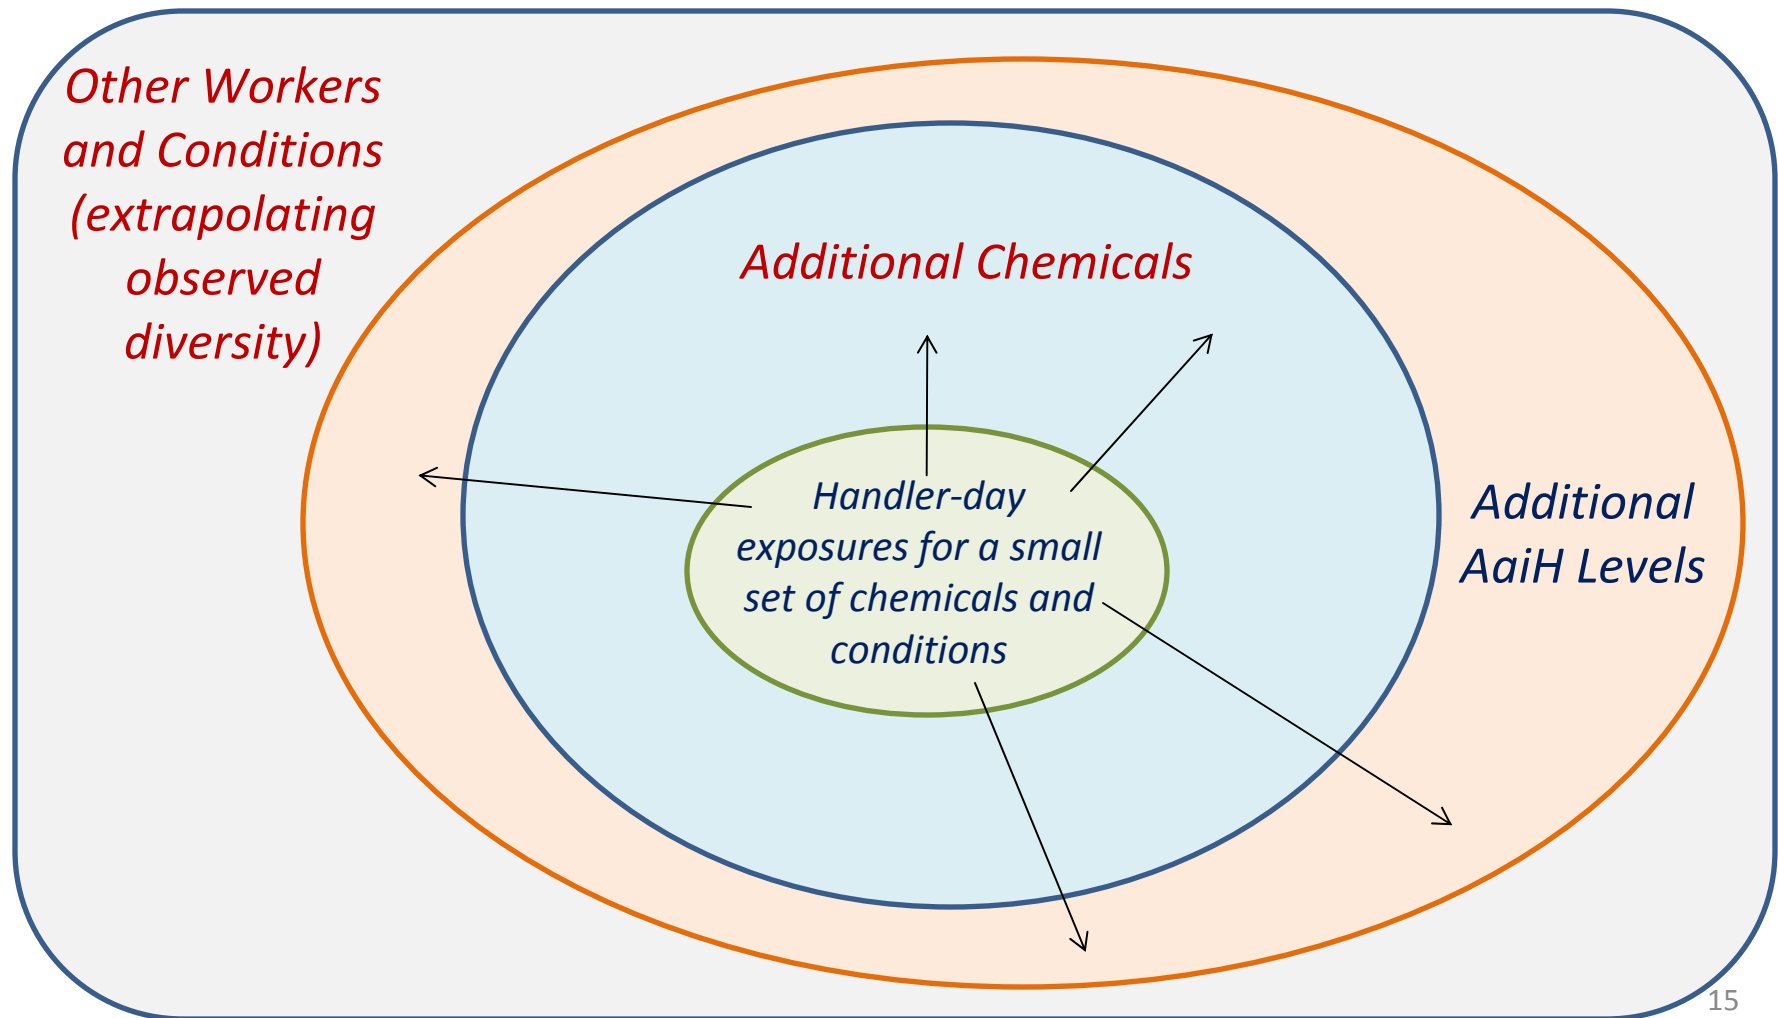 Other Workers
and Conditions
(extrapolating
observed
diversity)
Additional Chemicals
Handler-day
exposures for a small
set of chemicals and
conditions
Additional
AaiH Levels
15